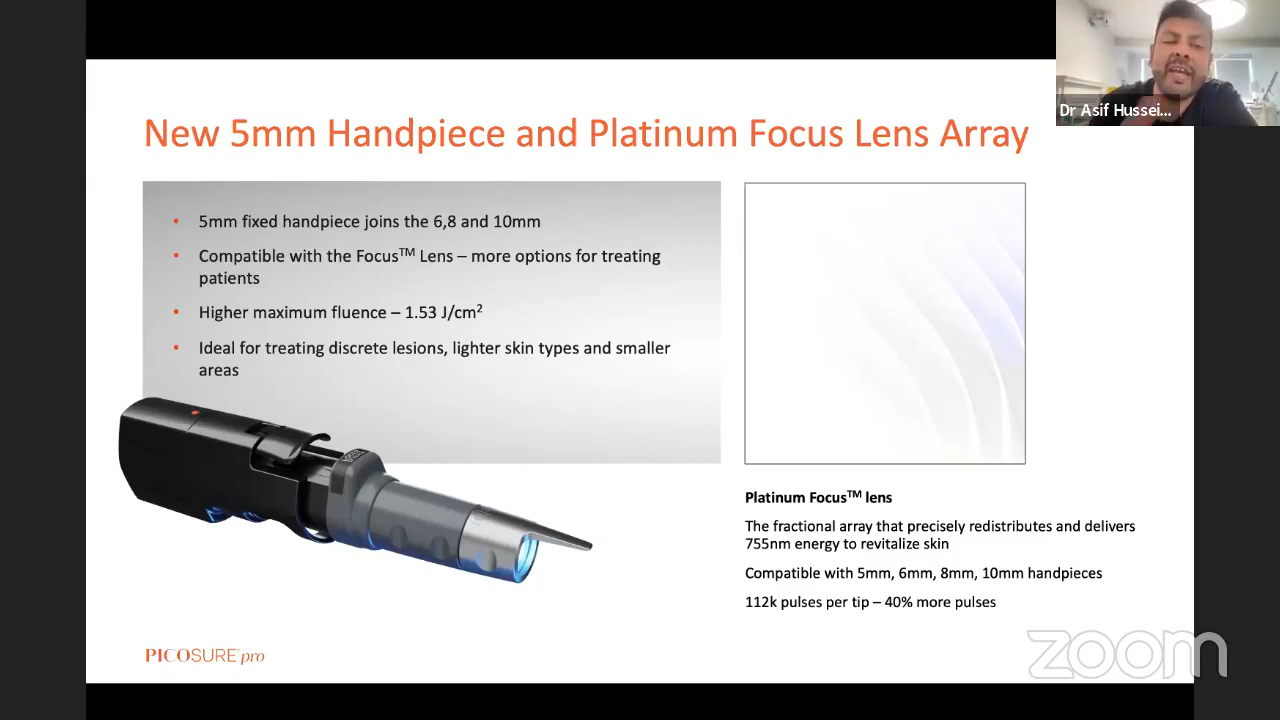 Dr Asif Hussei...
New 5mm Handpiece and Platinum Focus Lens Array
• 5mm fixed handpiece joins the 6,8 and 10mm
• Compatible with the Focus™ Lens – more options for treating
patients
• Higher maximum fluence – 1.53 J/cm²
• Ideal for treating discrete lesions, lighter skin types and smaller
areas
Platinum Focus™ lens
The fractional array that precisely redistributes and delivers
755nm energy to revitalize skin
Compatible with 5mm, 6mm, 8mm, 10mm handpieces
112k pulses per tip – 40% more pulses
PICOSURE® pro
zoom